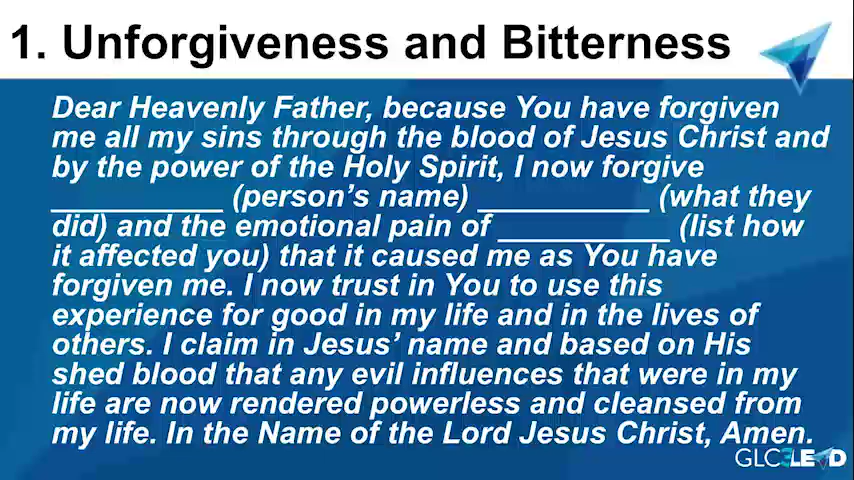 1. Unforgiveness and Bitterness
Dear Heavenly Father, because You have forgiven
me all my sins through the blood of Jesus Christ and
by the power of the Holy Spirit, I now forgive
__________ (person’s name) __________ (what they
did) and the emotional pain of __________ (list how
it affected you) that it caused me as You have
forgiven me. I now trust in You to use this
experience for good in my life and in the lives of
others. I claim in Jesus’ name and based on His
shed blood that any evil influences that were in my
life are now rendered powerless and cleansed from
my life. In the Name of the Lord Jesus Christ, Amen.